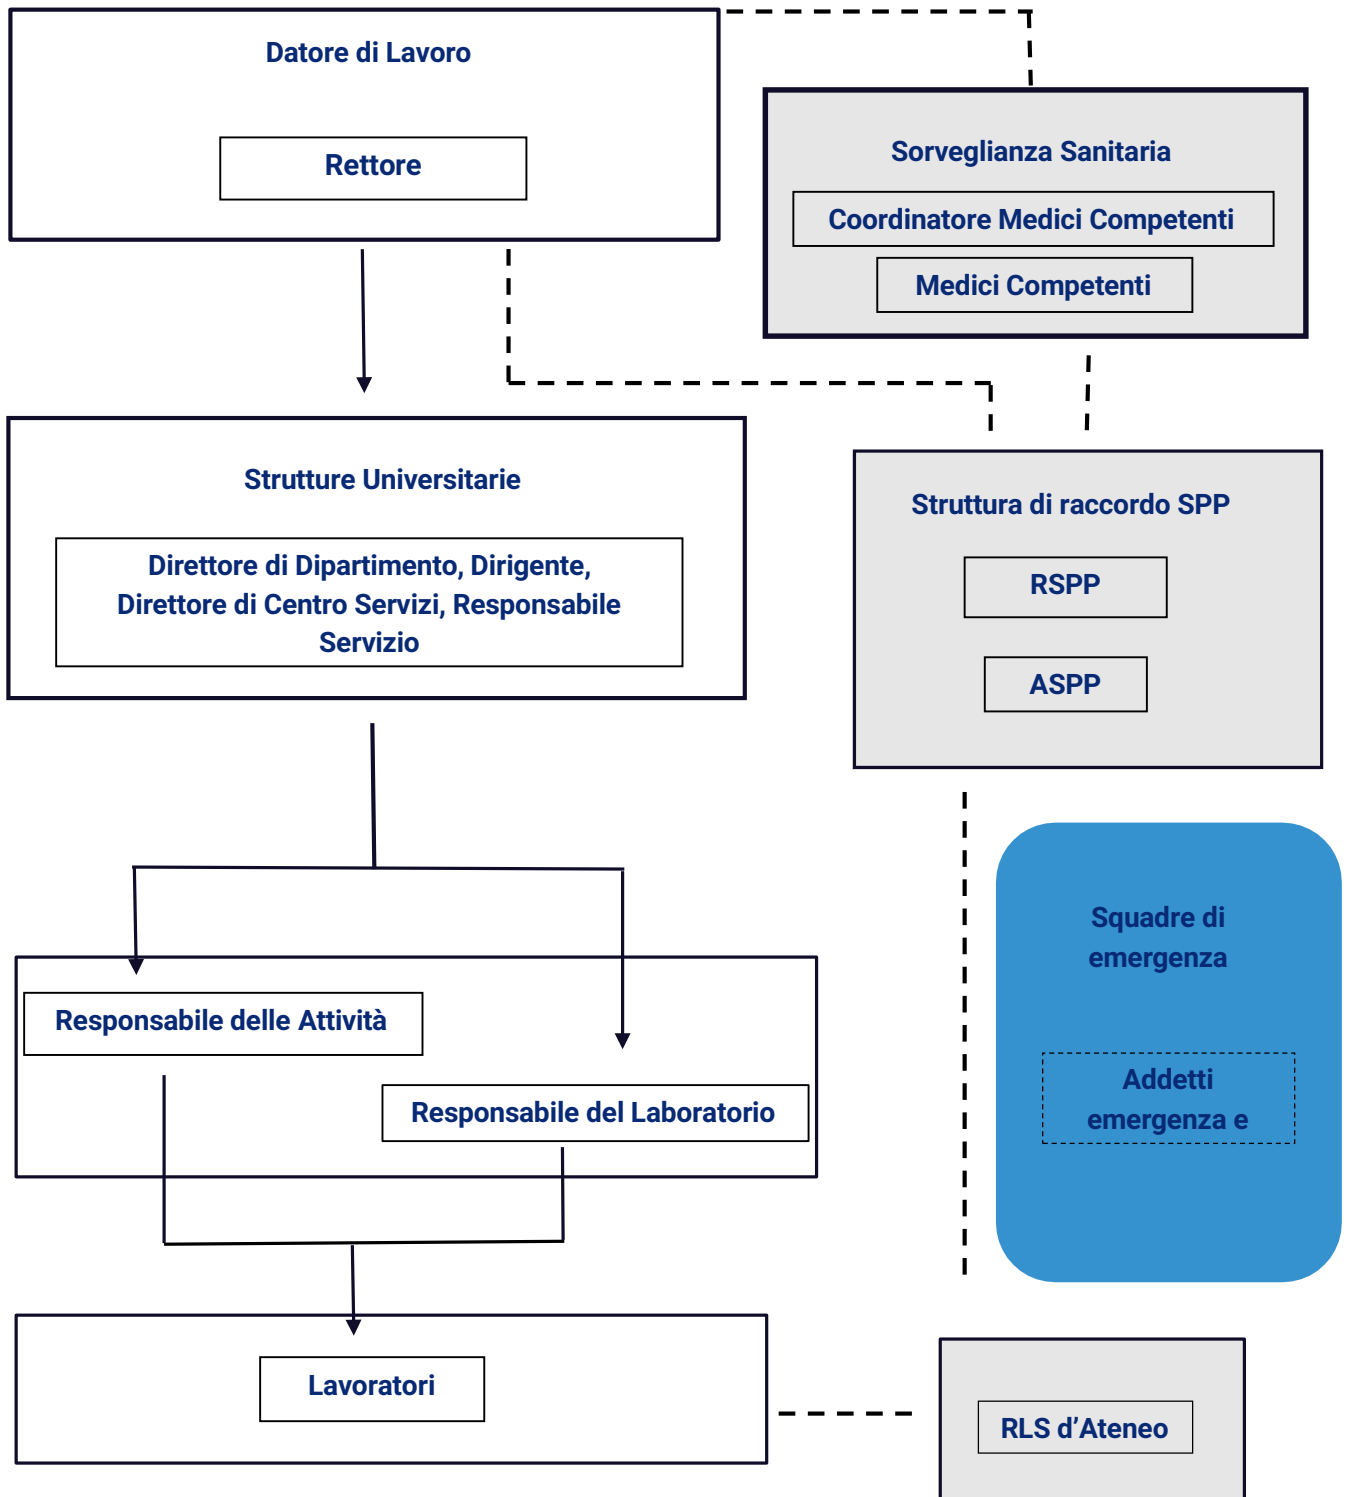 Datore di Lavoro
Rettore
Sorveglianza Sanitaria
Coordinatore Medici Competenti
Medici Competenti
Strutture Universitarie
Direttore di Dipartimento, Dirigente,
Direttore di Centro Servizi, Responsabile
Servizio
Struttura di raccordo SPP
RSPP
ASPP
Squadre di
emergenza
Responsabile delle Attività
Responsabile del Laboratorio
Addetti
emergenza e
Lavoratori
RLS d’Ateneo